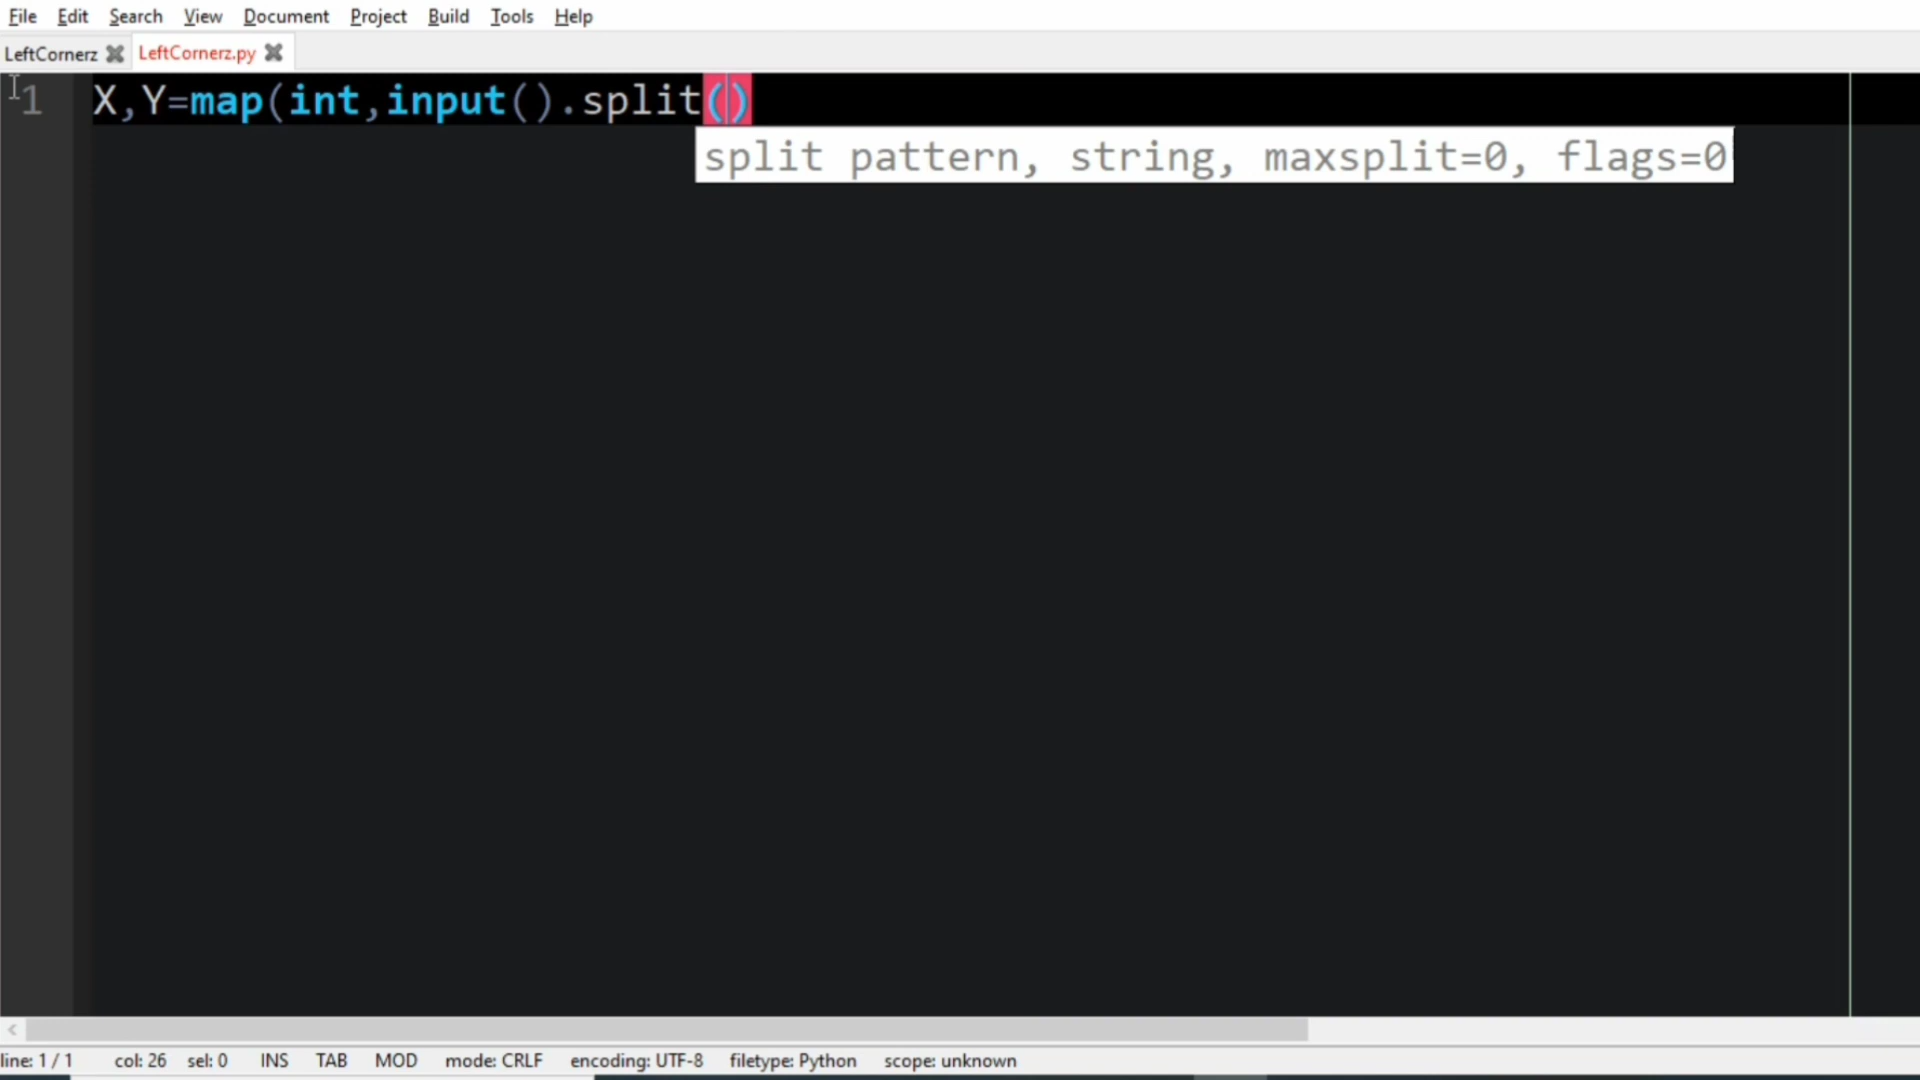 File Edit Search View Document Project Build Tools Help
LeftCornerz LeftCornerz.py
1 X,Y=map(int,input().split()
split pattern, string, maxsplit=0, flags=0
line: 1 / 1 col: 26 sel: 0 INS TAB MOD mode: CRLF encoding: UTF-8 filetype: Python scope: unknown